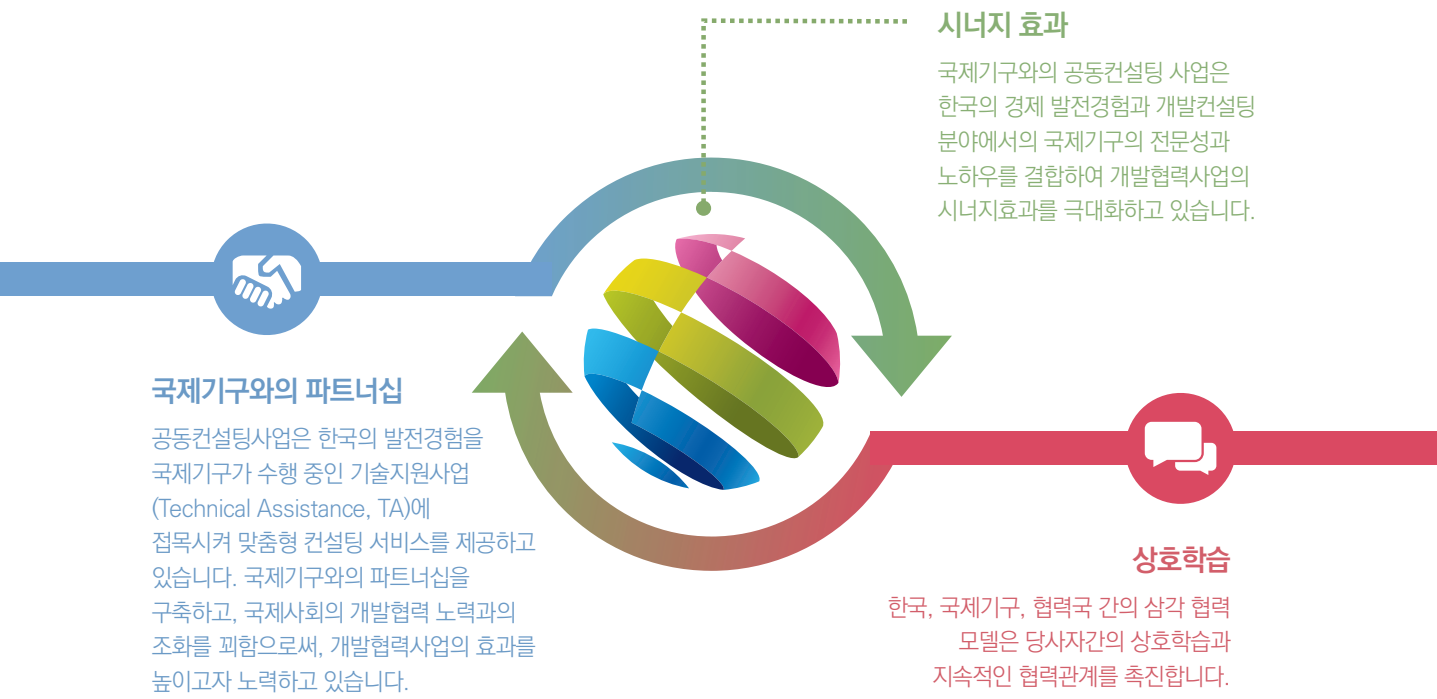 시너지 효과
국제기구와의 공동컨설팅 사업은
한국의 경제 발전경험과 개발컨설팅
분야에서의 국제기구의 전문성과
노하우를 결합하여 개발협력사업의
시너지효과를 극대화하고 있습니다.
국제기구와의 파트너십
공동컨설팅사업은 한국의 발전경험을
국제기구가 수행 중인 기술지원사업
(Technical Assistance, TA)에
접목시켜 맞춤형 컨설팅 서비스를 제공하고
있습니다. 국제기구와의 파트너십을
구축하고, 국제사회의 개발협력 노력과의
조화를 꾀함으로써, 개발협력사업의 효과를
높이고자 노력하고 있습니다.
상호학습
한국, 국제기구, 협력국 간의 삼각 협력
모델은 당사자간의 상호학습과
지속적인 협력관계를 촉진합니다.